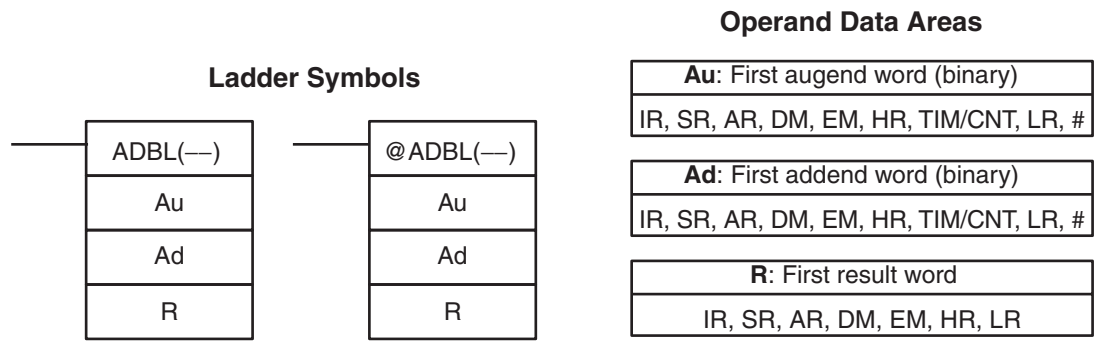 Ladder Symbols
ADBL(−−)
Au
Ad
R
@ADBL(−−)
Au
Ad
R
Operand Data Areas
Au: First augend word (binary)
IR, SR, AR, DM, EM, HR, TIM/CNT, LR, #
Ad: First addend word (binary)
IR, SR, AR, DM, EM, HR, TIM/CNT, LR, #
R: First result word
IR, SR, AR, DM, EM, HR, LR